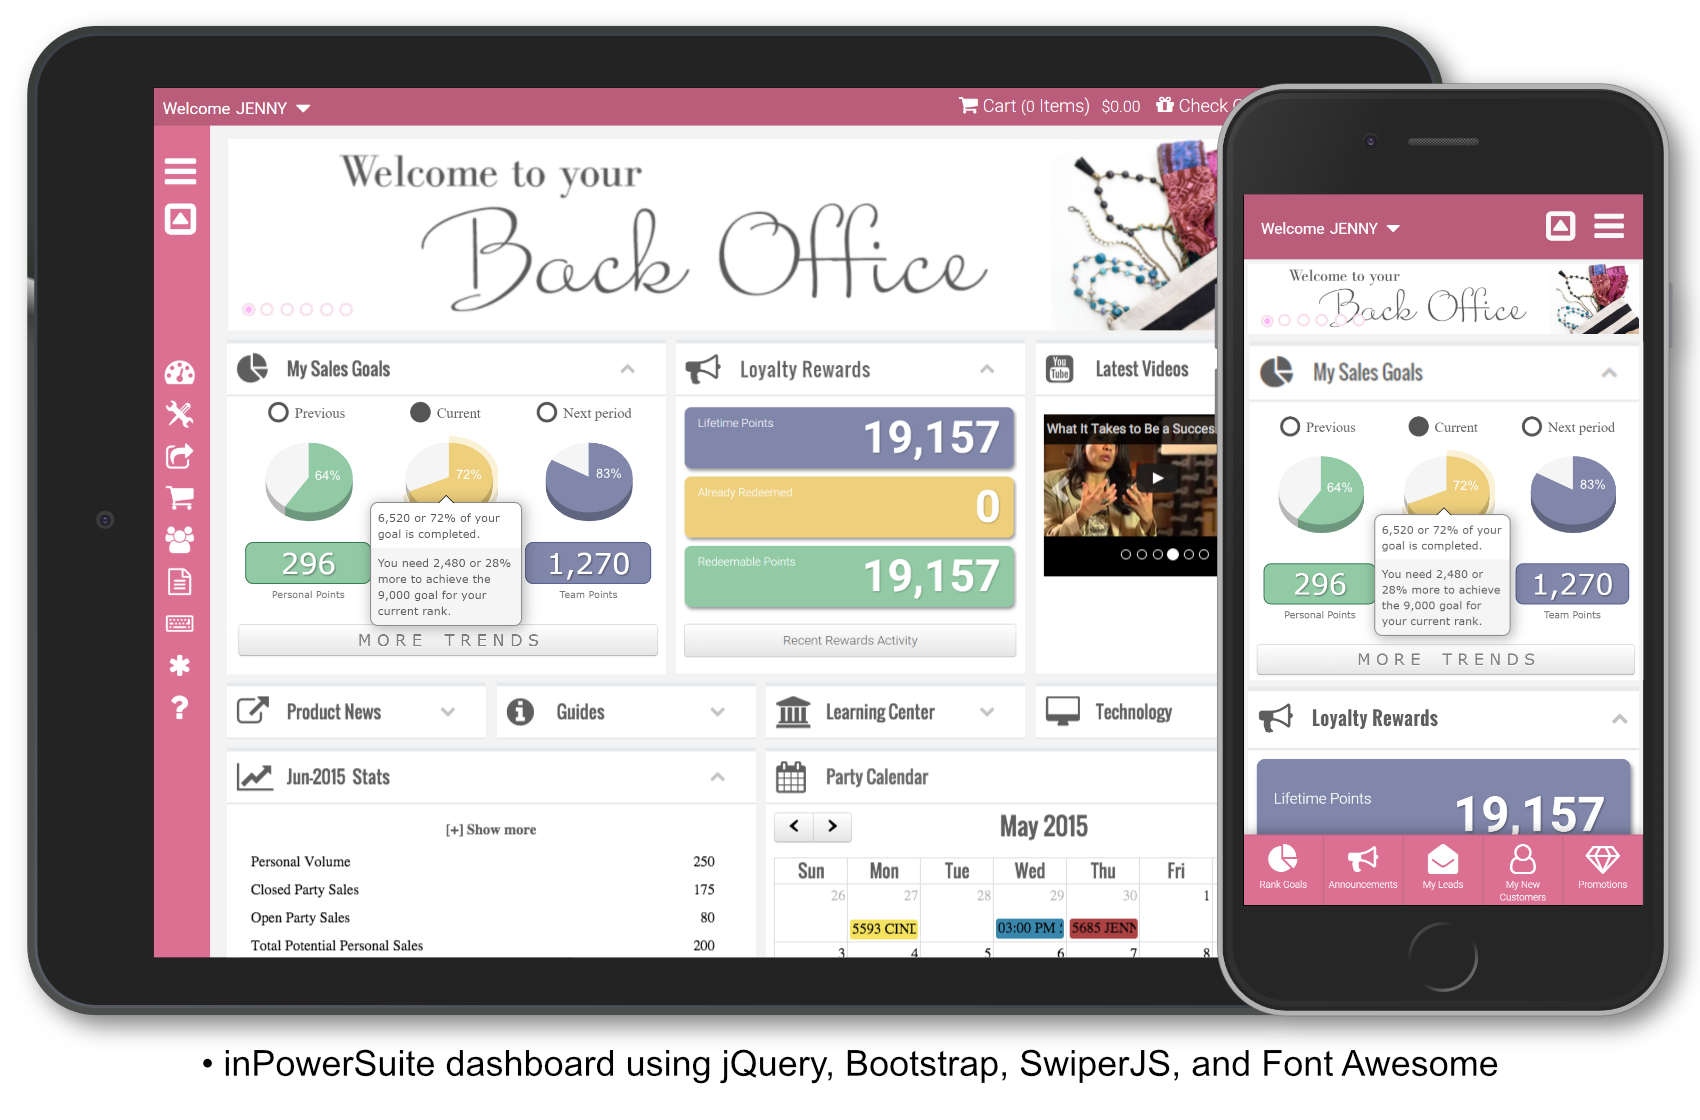 Welcome JENNY
Cart (0 Items) $0.00 Check
Welcome to your
Back Office
My Sales Goals
Previous Current Next period
64% 72% 83%
6,520 or 72% of your
goal is completed.
You need 2,480 or 28%
more to achieve the
9,000 goal for your
current rank.
296
Personal Points
1,270
Team Points
MORE TRENDS
Loyalty Rewards
Lifetime Points 19,157
Already Redeemed 0
Redeemable Points 19,157
Recent Rewards Activity
You
Tube
Latest Videos
What It Takes to Be a Succes
Product News
Guides
Learning Center
Technology
Jun-2015 Stats
[+] Show more
Personal Volume 250
Closed Party Sales 175
Open Party Sales 80
Total Potential Personal Sales 200
Party Calendar
May 2015
Sun Mon Tue Wed Thu Fri
26 27 28 29 30 1
5593 CIND 03:00 PM 5685 JENN
3 4 5 6 7 8
Welcome JENNY
Welcome to your
Back Office
My Sales Goals
Previous Current Next period
64% 72% 83%
6,520 or 72% of your
goal is completed.
You need 2,480 or
28% more to achieve
the 9,000 goal for
your current rank.
296
Personal Points
1,270
Team Points
MORE TRENDS
Loyalty Rewards
Lifetime Points 19,157
Rank Goals
Announcements
My Leads
My New
Customers
Promotions
• inPowerSuite dashboard using jQuery, Bootstrap, SwiperJS, and Font Awesome